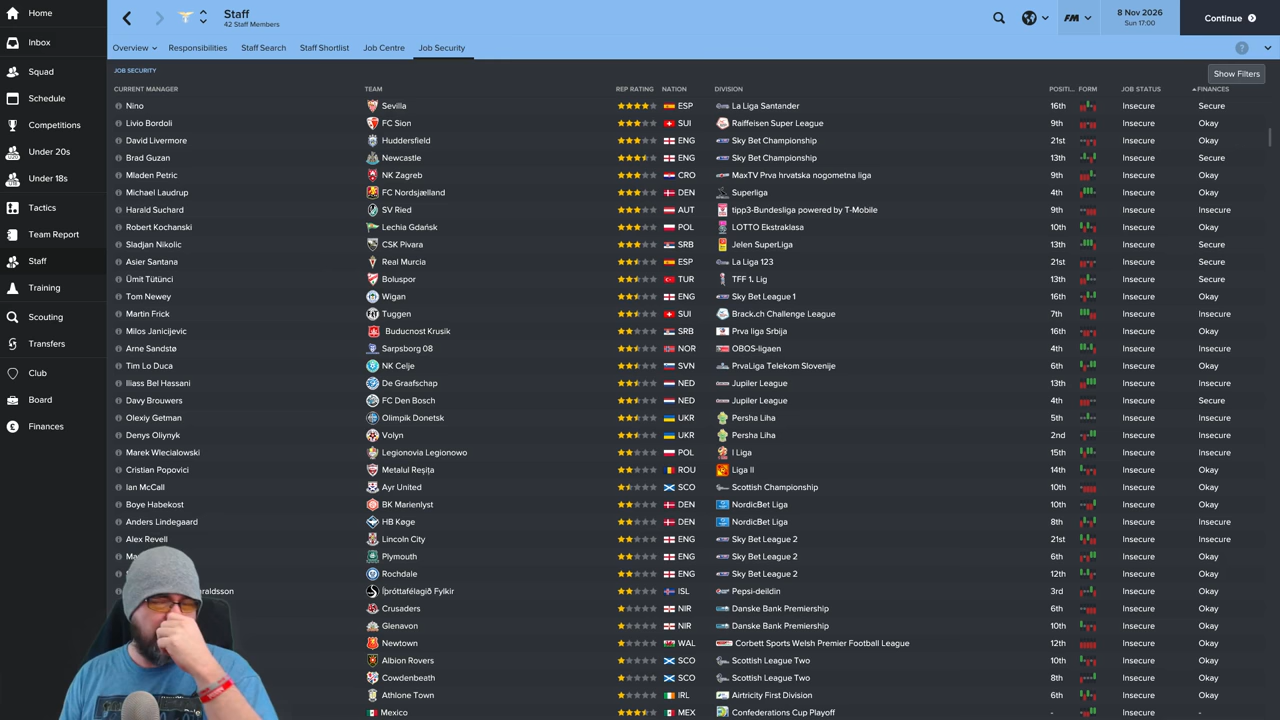 Home
Inbox
Squad
Schedule
Competitions
Under 20s
Under 18s
Tactics
Team Report
Staff
Training
Scouting
Transfers
Club
Board
Finances
Staff
42 Staff Members
FM
8 Nov 2026
Sun 17:00
Continue
Overview Responsibilities Staff Search Staff Shortlist Job Centre Job Security
JOB SECURITY
Show Filters
CURRENT MANAGER TEAM REP RATING NATION DIVISION POSITI... FORM JOB STATUS FINANCES
Nino Sevilla ESP La Liga Santander 16th Insecure Secure
Livio Bordoli FC Sion SUI Raiffeisen Super League 9th Insecure Okay
David Livermore Huddersfield ENG Sky Bet Championship 21st Insecure Okay
Brad Guzan Newcastle ENG Sky Bet Championship 13th Insecure Secure
Mladen Petric NK Zagreb CRO MaxTV Prva hrvatska nogometna liga 9th Insecure Okay
Michael Laudrup FC Nordsjælland DEN Superliga 4th Insecure Okay
Harald Suchard SV Ried AUT tipp3-Bundesliga powered by T-Mobile 9th Insecure Insecure
Robert Kochanski Lechia Gdańsk POL LOTTO Ekstraklasa 10th Insecure Okay
Sladjan Nikolic CSK Pivara SRB Jelen SuperLiga 13th Insecure Secure
Asier Santana Real Murcia ESP La Liga 123 21st Insecure Secure
Ümit Tütünci Boluspor TUR TFF 1. Lig 13th Insecure Secure
Tom Newey Wigan ENG Sky Bet League 1 16th Insecure Okay
Martin Frick Tuggen SUI Brack.ch Challenge League 7th Insecure Insecure
Milos Janicijevic Buducnost Krusik SRB Prva liga Srbija 16th Insecure Okay
Arne Sandstø Sarpsborg 08 NOR OBOS-ligaen 4th Insecure Insecure
Tim Lo Duca NK Celje SVN PrvaLiga Telekom Slovenije 6th Insecure Okay
Iliass Bel Hassani De Graafschap NED Jupiler League 13th Insecure Insecure
Davy Brouwers FC Den Bosch NED Jupiler League 4th Insecure Secure
Olexiy Getman Olimpik Donetsk UKR Persha Liha 5th Insecure Insecure
Denys Oliynyk Volyn UKR Persha Liha 2nd Insecure Insecure
Marek Wlecialowski Legionovia Legionowo POL I Liga 15th Insecure Insecure
Cristian Popovici Metalul Reșița ROU Liga II 14th Insecure Okay
Ian McCall Ayr United SCO Scottish Championship 10th Insecure Okay
Boye Habekost BK Marienlyst DEN NordicBet Liga 10th Insecure Okay
Anders Lindegaard HB Køge DEN NordicBet Liga 8th Insecure Insecure
Alex Revell Lincoln City ENG Sky Bet League 2 21st Insecure Insecure
Plymouth ENG Sky Bet League 2 6th Insecure Okay
Rochdale ENG Sky Bet League 2 12th Insecure Okay
araldsson Íþróttafélagið Fylkir ISL Pepsi-deildin 3rd Insecure Okay
Crusaders NIR Danske Bank Premiership 6th Insecure Okay
Glenavon NIR Danske Bank Premiership 10th Insecure Okay
Newtown WAL Corbett Sports Welsh Premier Football League 12th Insecure Okay
Albion Rovers SCO Scottish League Two 10th Insecure Okay
Cowdenbeath SCO Scottish League Two 8th Insecure Okay
Athlone Town IRL Airtricity First Division 6th Insecure Okay
Mexico MEX Confederations Cup Playoff - Insecure -